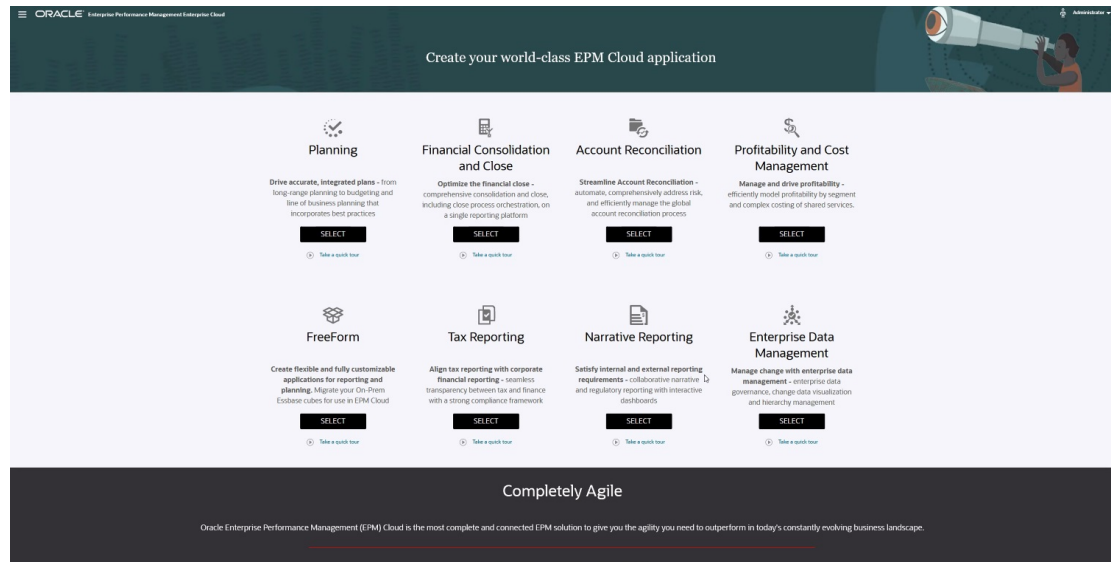 ORACLE Enterprise Performance Management Enterprise Cloud
Administrator
Create your world-class EPM Cloud application
Planning
Drive accurate, integrated plans - from
long-range planning to budgeting and
line of business planning that
incorporates best practices
SELECT
Take a quick tour
Financial Consolidation
and Close
Optimize the financial close -
comprehensive consolidation and close,
including close process orchestration, on
a single reporting platform
SELECT
Take a quick tour
Account Reconciliation
Streamline Account Reconciliation -
automate, comprehensively address risk,
and efficiently manage the global
account reconciliation process
SELECT
Take a quick tour
Profitability and Cost
Management
Manage and drive profitability -
efficiently model profitability by segment
and complex costing of shared services.
SELECT
Take a quick tour
FreeForm
Create flexible and fully customizable
applications for reporting and
planning. Migrate your On-Prem
Essbase cubes for use in EPM Cloud
SELECT
Take a quick tour
Tax Reporting
Align tax reporting with corporate
financial reporting - seamless
transparency between tax and finance
with a strong compliance framework
SELECT
Take a quick tour
Narrative Reporting
Satisfy internal and external reporting
requirements - collaborative narrative
and regulatory reporting with interactive
dashboards
SELECT
Take a quick tour
Enterprise Data
Management
Manage change with enterprise data
management - enterprise data
governance, change data visualization
and hierarchy management
SELECT
Take a quick tour
Completely Agile
Oracle Enterprise Performance Management (EPM) Cloud is the most complete and connected EPM solution to give you the agility you need to outperform in today's constantly evolving business landscape.